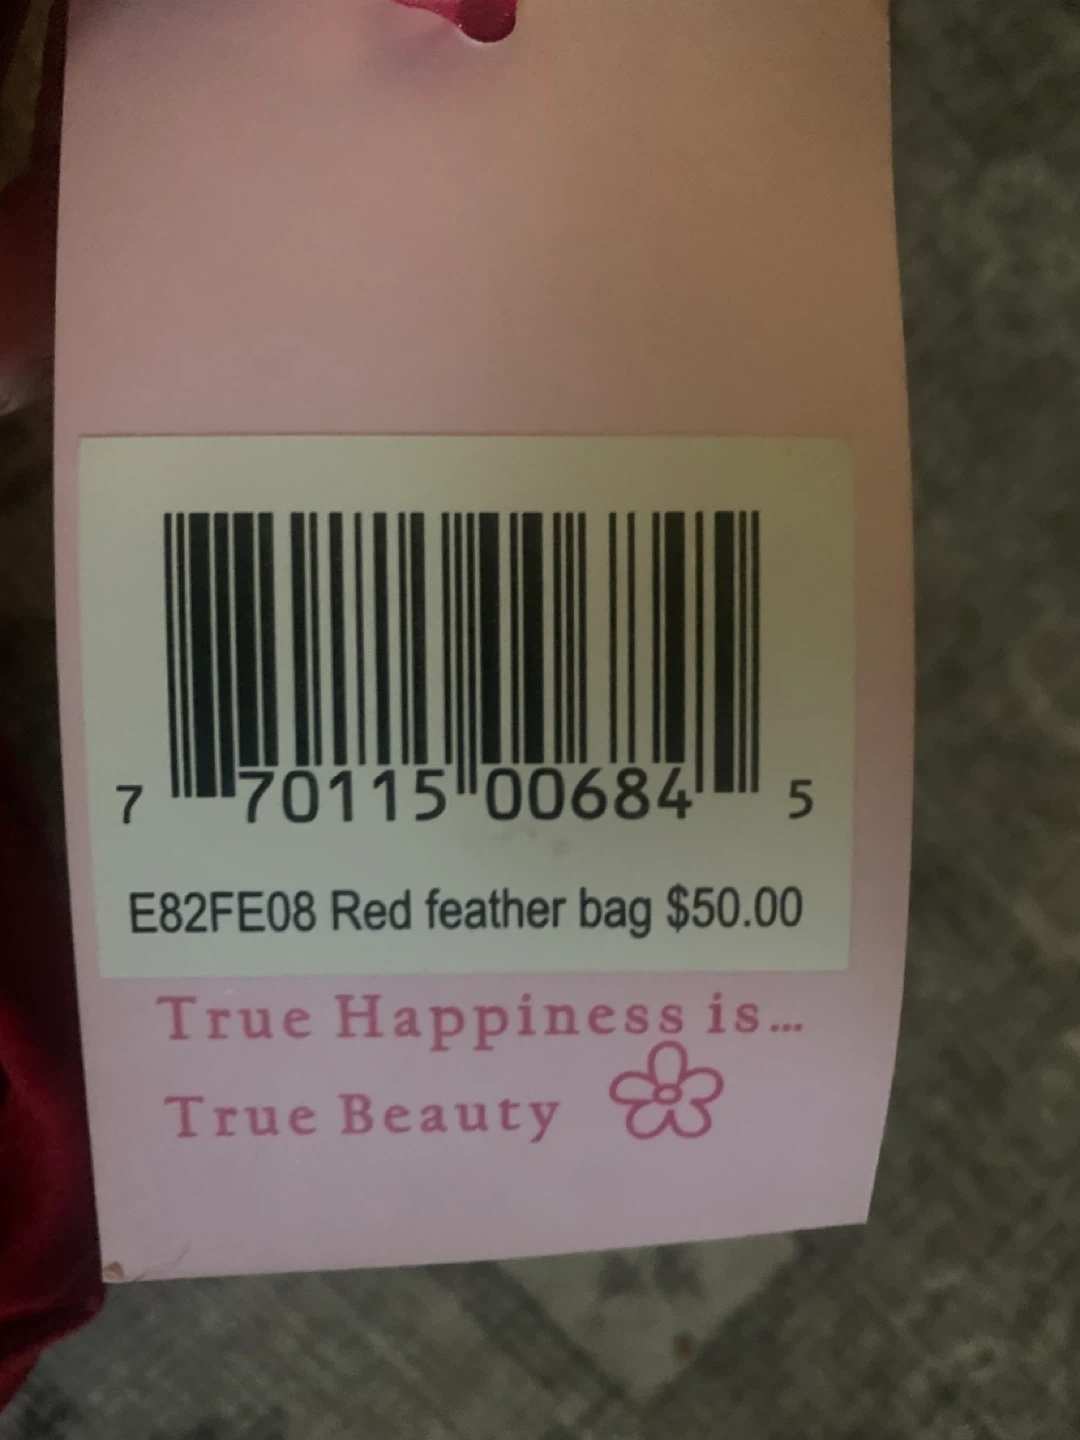 7 70115 00684 5
E82FE08 Red feather bag $50.00
True Happiness is...
True Beauty